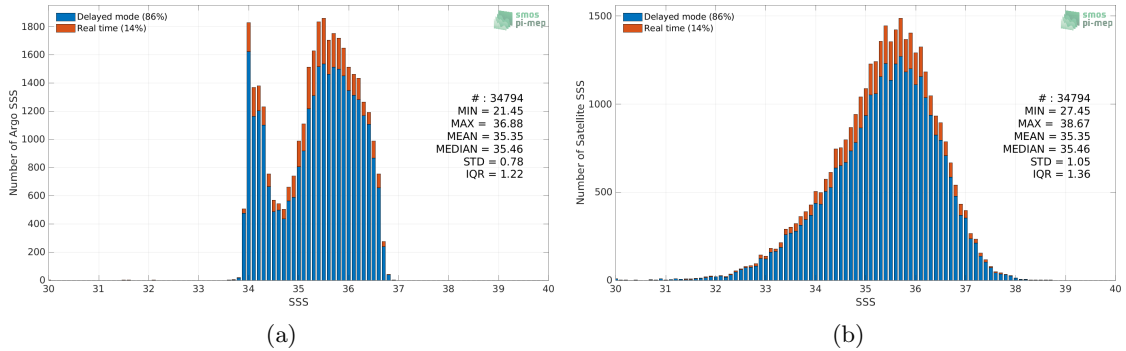 Delayed mode (86%)
Real time (14%)
smos
pi-mep
1800
1600
1400
1200
1000
800
600
400
200
0
Number of Argo SSS
# : 34794
MIN = 21.45
MAX = 36.88
MEAN = 35.35
MEDIAN = 35.46
STD = 0.78
IQR = 1.22
30 31 32 33 34 35 36 37 38 39 40
SSS
(a)
Delayed mode (86%)
Real time (14%)
smos
pi-mep
1500
1000
500
0
Number of Satellite SSS
# : 34794
MIN = 27.45
MAX = 38.67
MEAN = 35.35
MEDIAN = 35.46
STD = 1.05
IQR = 1.36
30 31 32 33 34 35 36 37 38 39 40
SSS
(b)